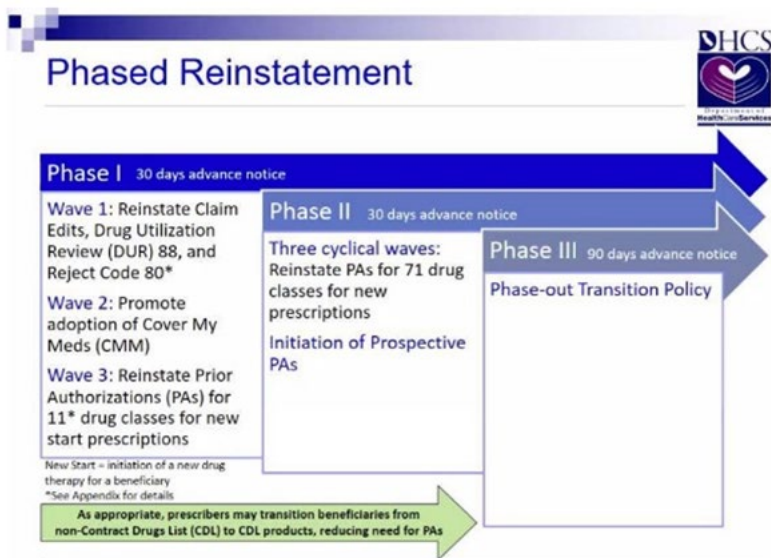 Phased Reinstatement
DHCS
Department of
HealthCareServices
Phase I 30 days advance notice
Wave 1: Reinstate Claim
Edits, Drug Utilization
Review (DUR) 88, and
Reject Code 80*
Wave 2: Promote
adoption of Cover My
Meds (CMM)
Wave 3: Reinstate Prior
Authorizations (PAs) for
11* drug classes for new
start prescriptions
Phase II 30 days advance notice
Three cyclical waves:
Reinstate PAs for 71 drug
classes for new
prescriptions
Initiation of Prospective
PAs
Phase III 90 days advance notice
Phase-out Transition Policy
New Start = initiation of a new drug
therapy for a beneficiary
*See Appendix for details
As appropriate, prescribers may transition beneficiaries from
non-Contract Drugs List (CDL) to CDL products, reducing need for PAs